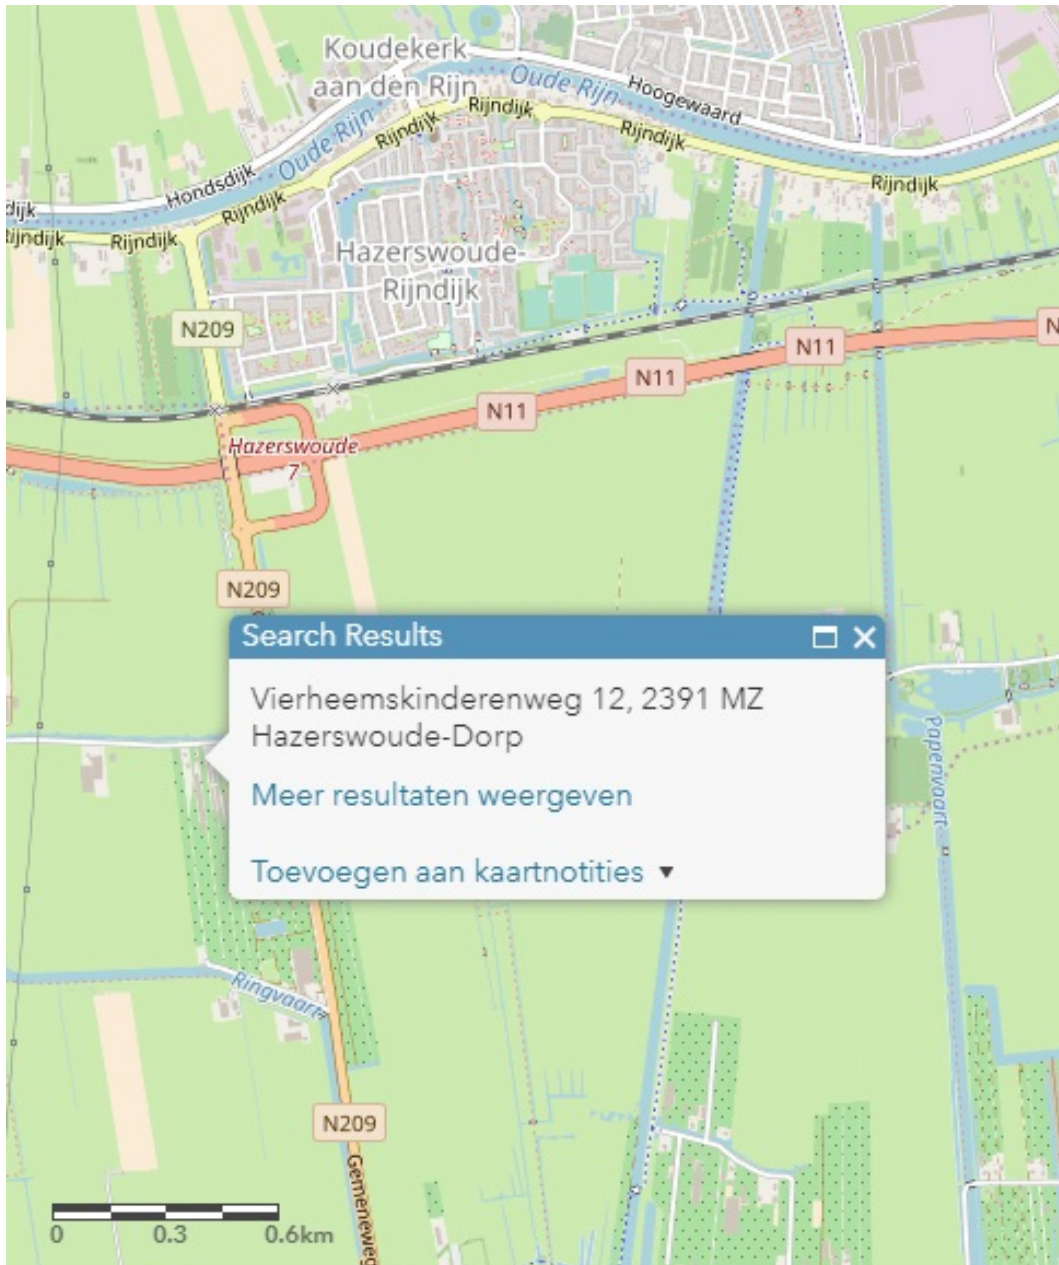 Koudekerk
aan den Rijn
Oude Rijn
Hoogewaard
Rijndijk
Rijndijk
Rijndijk
Oude Rijn
Hondsdijk
Rijndijk
Rijndijk
dijk
Rijndijk
Rijndijk
Hazerswoude-
Rijndijk
N209
N11
N11
N11
N
Hazerswoude
7
N209
Search Results
Vierheemskinderenweg 12, 2391 MZ
Hazerswoude-Dorp
Meer resultaten weergeven
Toevoegen aan kaartnotities
Papenvaart
Ringvaart
N209
Gemeneweg
0 0.3 0.6km